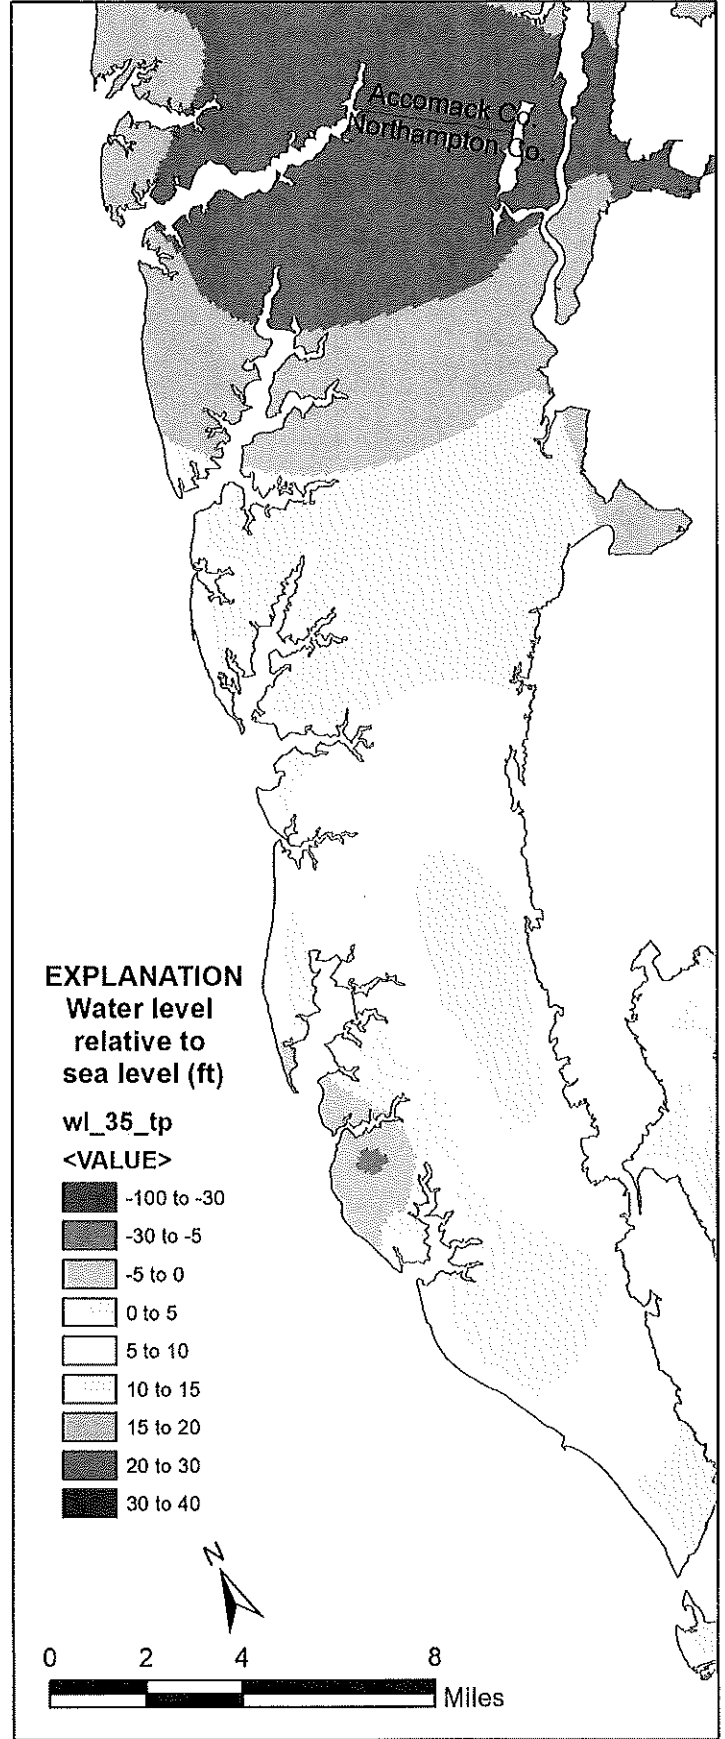 Accomack Co.
Northampton Co.
EXPLANATION
Water level
relative to
sea level (ft)
wl_35_tp
<VALUE>
-100 to -30
-30 to -5
-5 to 0
0 to 5
5 to 10
10 to 15
15 to 20
20 to 30
30 to 40
N
0 2 4 8
Miles